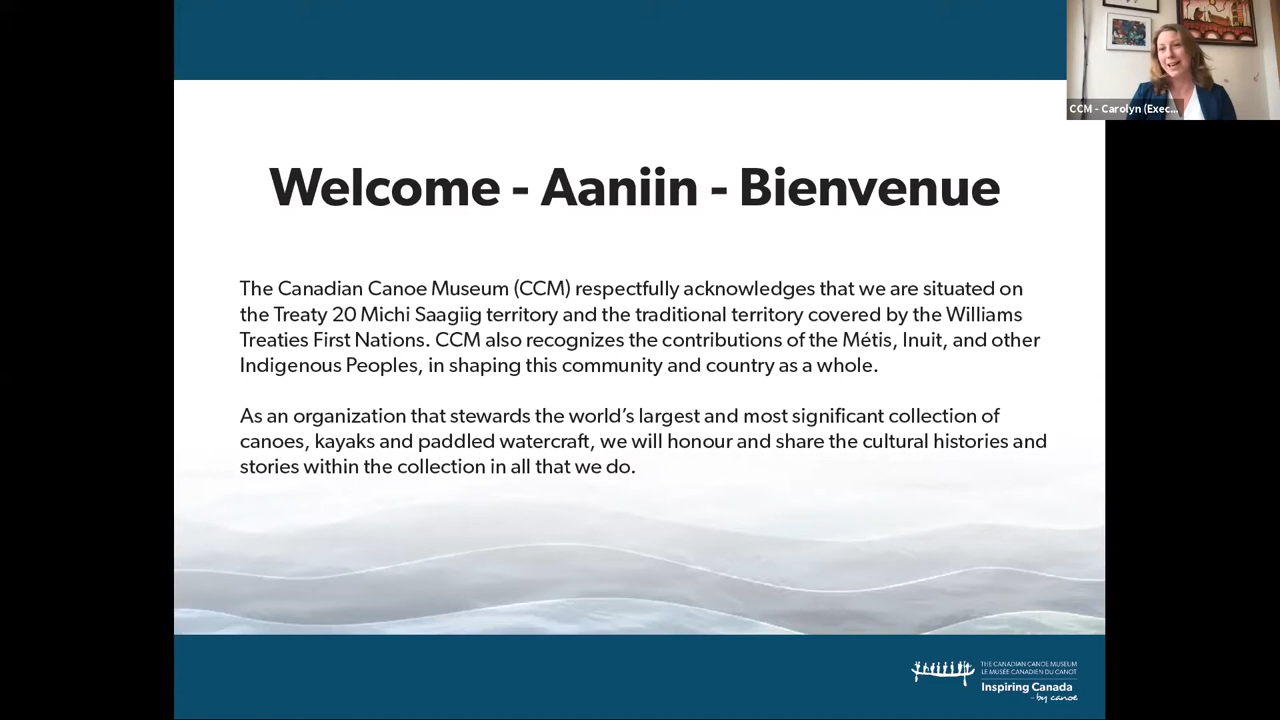 CCM - Carolyn (Exec...
Welcome - Aaniin - Bienvenue
The Canadian Canoe Museum (CCM) respectfully acknowledges that we are situated on
the Treaty 20 Michi Saagiig territory and the traditional territory covered by the Williams
Treaties First Nations. CCM also recognizes the contributions of the Métis, Inuit, and other
Indigenous Peoples, in shaping this community and country as a whole.
As an organization that stewards the world’s largest and most significant collection of
canoes, kayaks and paddled watercraft, we will honour and share the cultural histories and
stories within the collection in all that we do.
THE CANADIAN CANOE MUSEUM
LE MUSÉE CANADIEN DU CANOT
Inspiring Canada
- by canoe